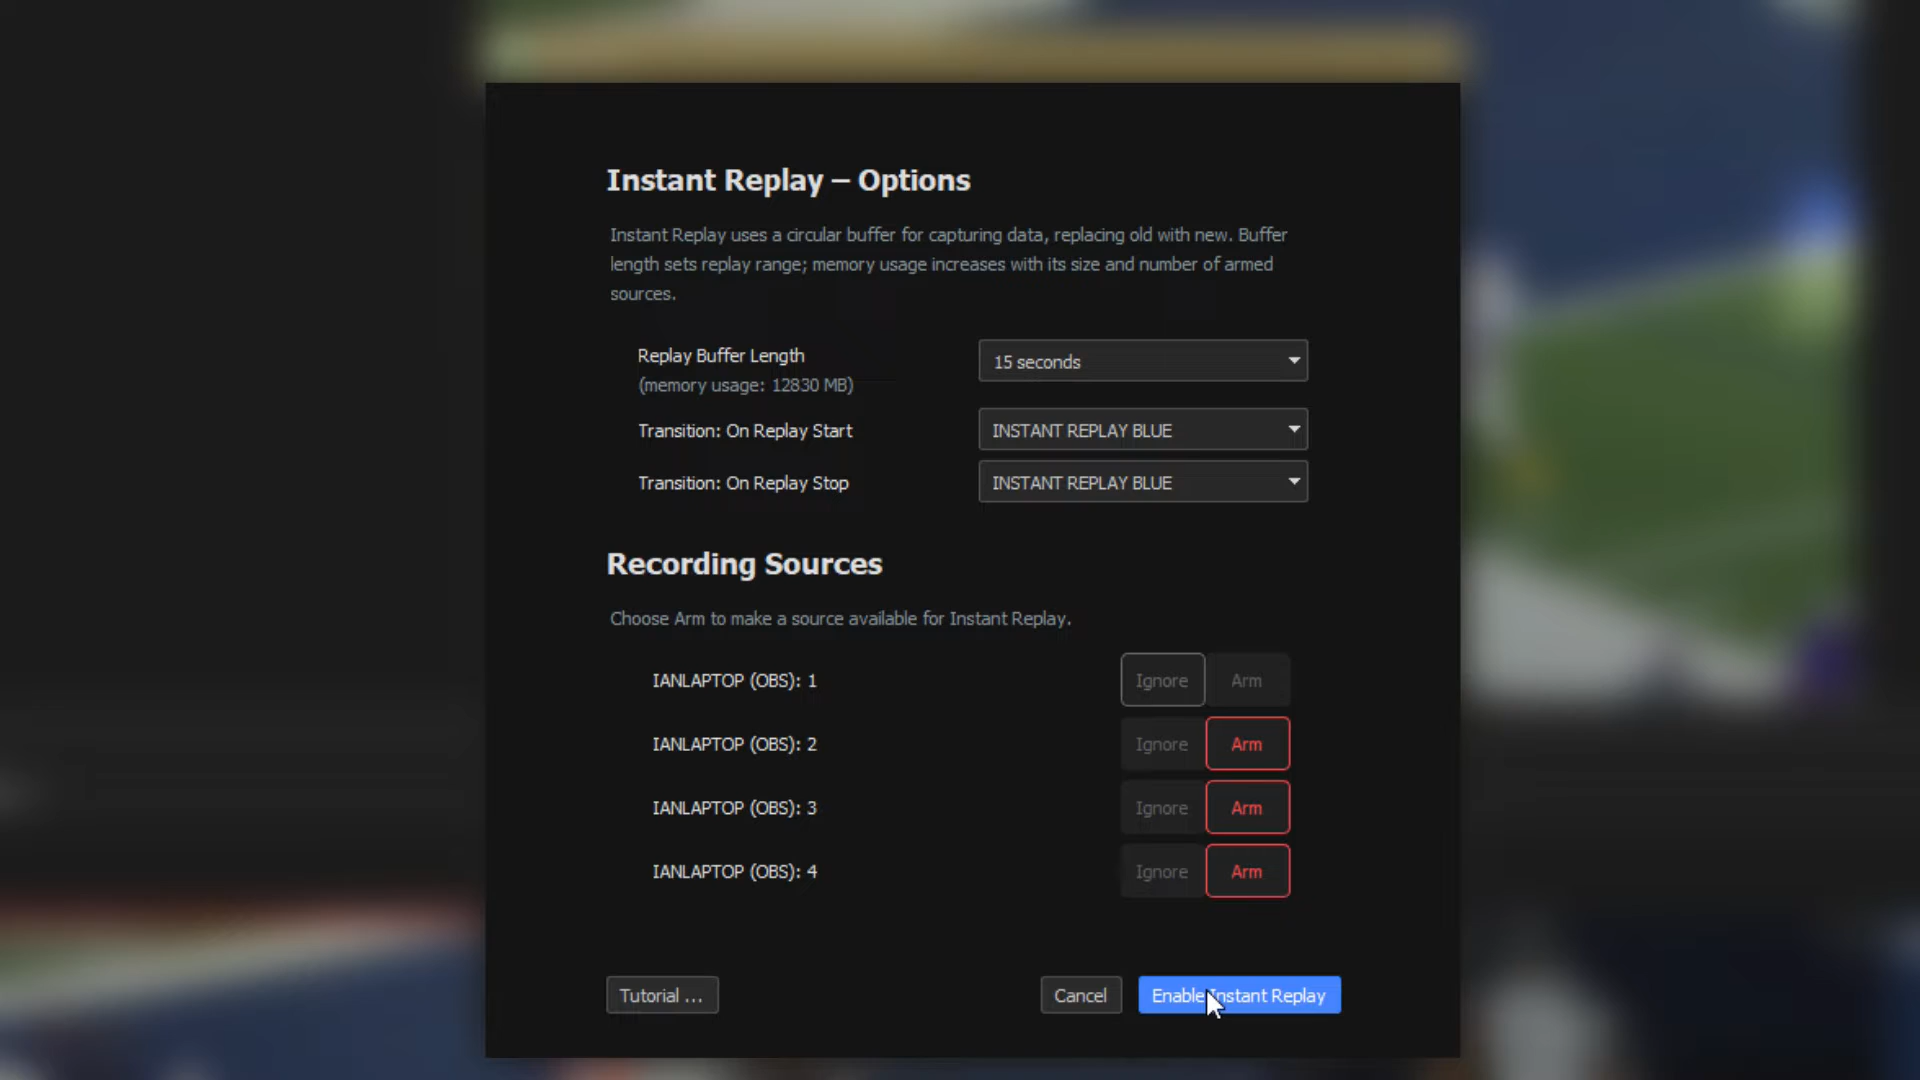 Instant Replay – Options
Instant Replay uses a circular buffer for capturing data, replacing old with new. Buffer
length sets replay range; memory usage increases with its size and number of armed
sources.
Replay Buffer Length
15 seconds
(memory usage: 12830 MB)
Transition: On Replay Start
INSTANT REPLAY BLUE
Transition: On Replay Stop
INSTANT REPLAY BLUE
Recording Sources
Choose Arm to make a source available for Instant Replay.
IANLAPTOP (OBS): 1
Ignore
Arm
IANLAPTOP (OBS): 2
Ignore
Arm
IANLAPTOP (OBS): 3
Ignore
Arm
IANLAPTOP (OBS): 4
Ignore
Arm
Tutorial ...
Cancel
Enable Instant Replay